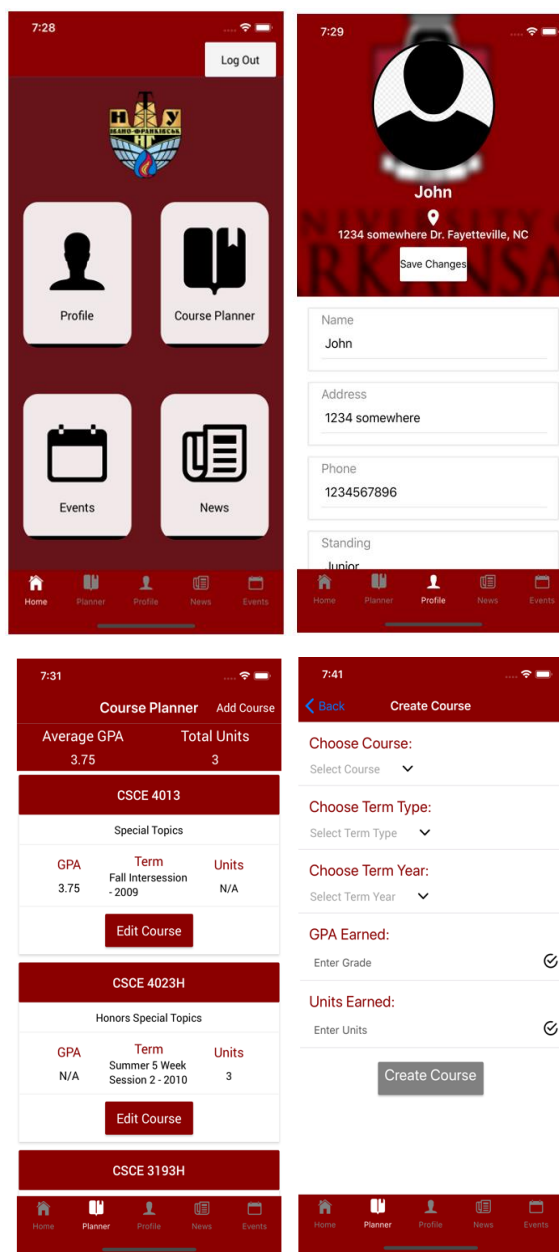 7:28
Log Out
Н Т У
ІВАНО-ФРАНКІВСЬК
НГ
Profile
Course Planner
Events
News
Home Planner Profile News Events
7:29
John
1234 somewhere Dr. Fayetteville, NC
Save Changes
Name
John
Address
1234 somewhere
Phone
1234567896
Standing
Junior
Home Planner Profile News Events
7:31
Course Planner Add Course
Average GPA Total Units
3.75 3
CSCE 4013
Special Topics
GPA Term Units
3.75 Fall Intersession N/A
- 2009
Edit Course
CSCE 4023H
Honors Special Topics
GPA Term Units
N/A Summer 5 Week 3
Session 2 - 2010
Edit Course
CSCE 3193H
Home Planner Profile News Events
7:41
Back Create Course
Choose Course:
Select Course
Choose Term Type:
Select Term Type
Choose Term Year:
Select Term Year
GPA Earned:
Enter Grade
Units Earned:
Enter Units
Create Course
Home Planner Profile News Events